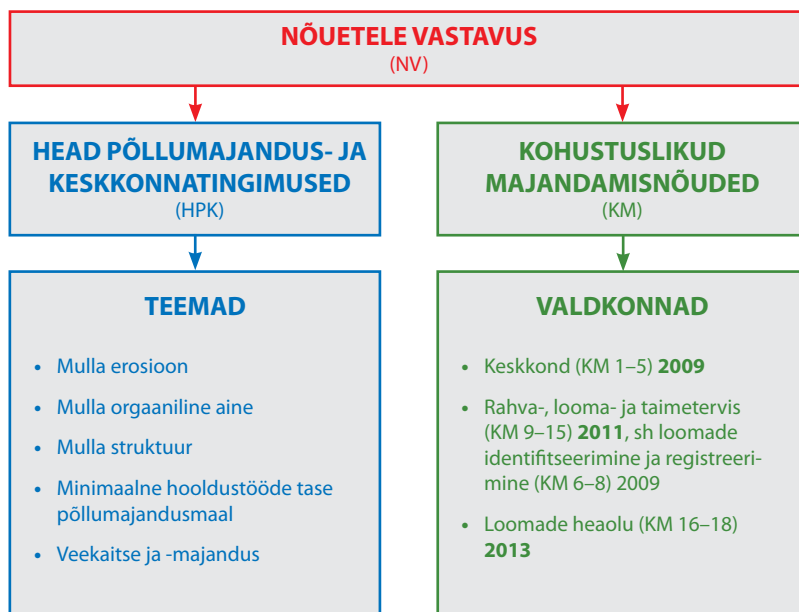 NÕUETELE VASTAVUS
(NV)
HEAD PÕLLUMAJANDUS- JA
KESKKONNATINGIMUSED
(HPK)
KOHUSTUSLIKUD
MAJANDAMISNÕUDED
(KM)
TEEMAD
• Mulla erosioon
• Mulla orgaaniline aine
• Mulla struktuur
• Minimaalne hooldustööde tase
põllumajandusmaal
• Veekaitse ja -majandus
VALDKONNAD
• Keskkond (KM 1–5) 2009
• Rahva-, looma- ja taimetervis
(KM 9–15) 2011, sh loomade
identifitseerimine ja registreeri-
mine (KM 6–8) 2009
• Loomade heaolu (KM 16–18)
2013